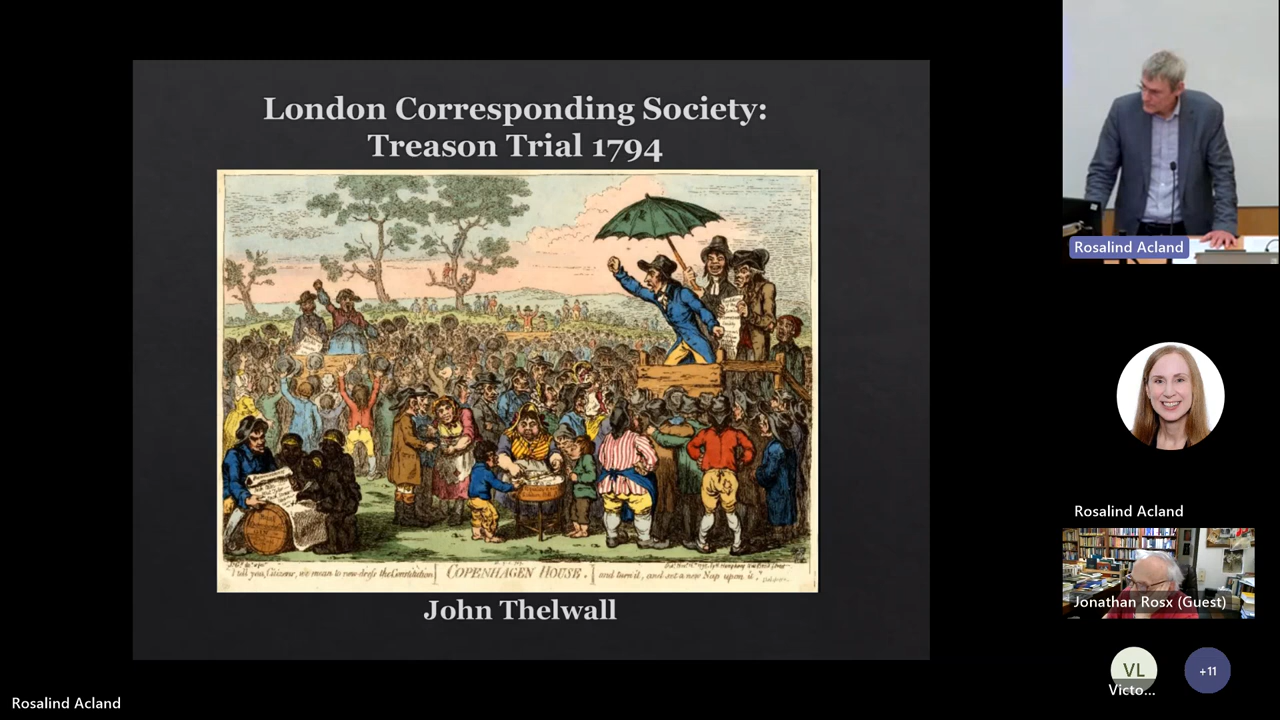 London Corresponding Society:
Treason Trial 1794
"I tell you, Citizens, we mean to new-dress the Constitution
COPENHAGEN HOUSE.
and turn it, and set a new Nap upon it."
John Thelwall
Rosalind Acland
Rosalind Acland
Jonathan Rosx (Guest)
VL
Victo...
+11
Rosalind Acland